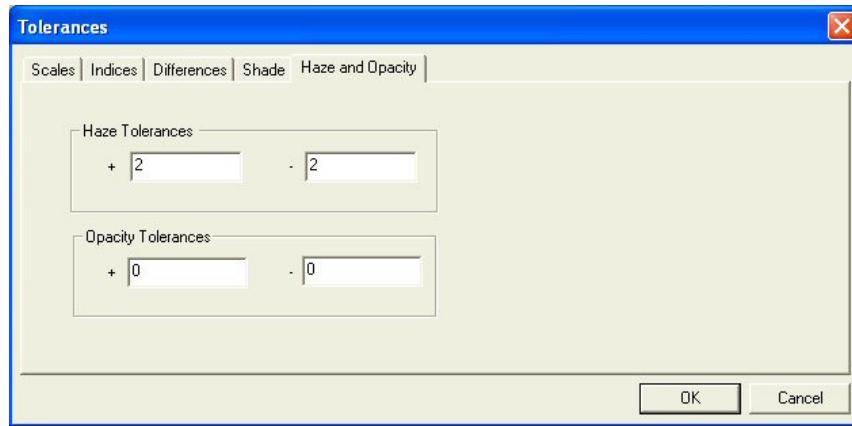 Tolerances
Scales Indices Differences Shade Haze and Opacity
Haze Tolerances
+ 2 - 2
Opacity Tolerances
+ 0 - 0
OK Cancel